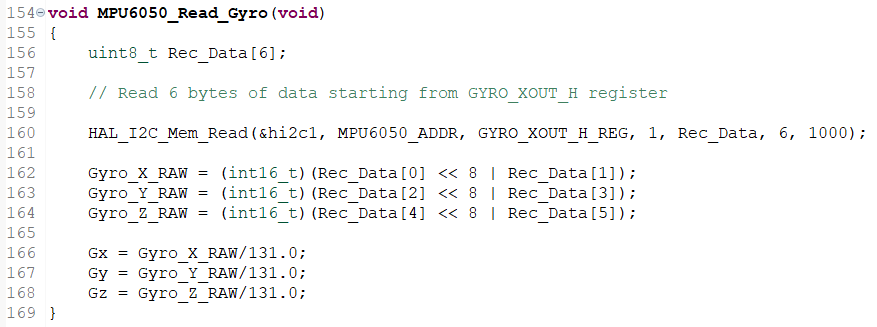 154 void MPU6050_Read_Gyro(void)
155 {
156     uint8_t Rec_Data[6];
157
158     // Read 6 bytes of data starting from GYRO_XOUT_H register
159
160     HAL_I2C_Mem_Read(&hi2c1, MPU6050_ADDR, GYRO_XOUT_H_REG, 1, Rec_Data, 6, 1000);
161
162     Gyro_X_RAW = (int16_t)(Rec_Data[0] << 8 | Rec_Data[1]);
163     Gyro_Y_RAW = (int16_t)(Rec_Data[2] << 8 | Rec_Data[3]);
164     Gyro_Z_RAW = (int16_t)(Rec_Data[4] << 8 | Rec_Data[5]);
165
166     Gx = Gyro_X_RAW/131.0;
167     Gy = Gyro_Y_RAW/131.0;
168     Gz = Gyro_Z_RAW/131.0;
169 }